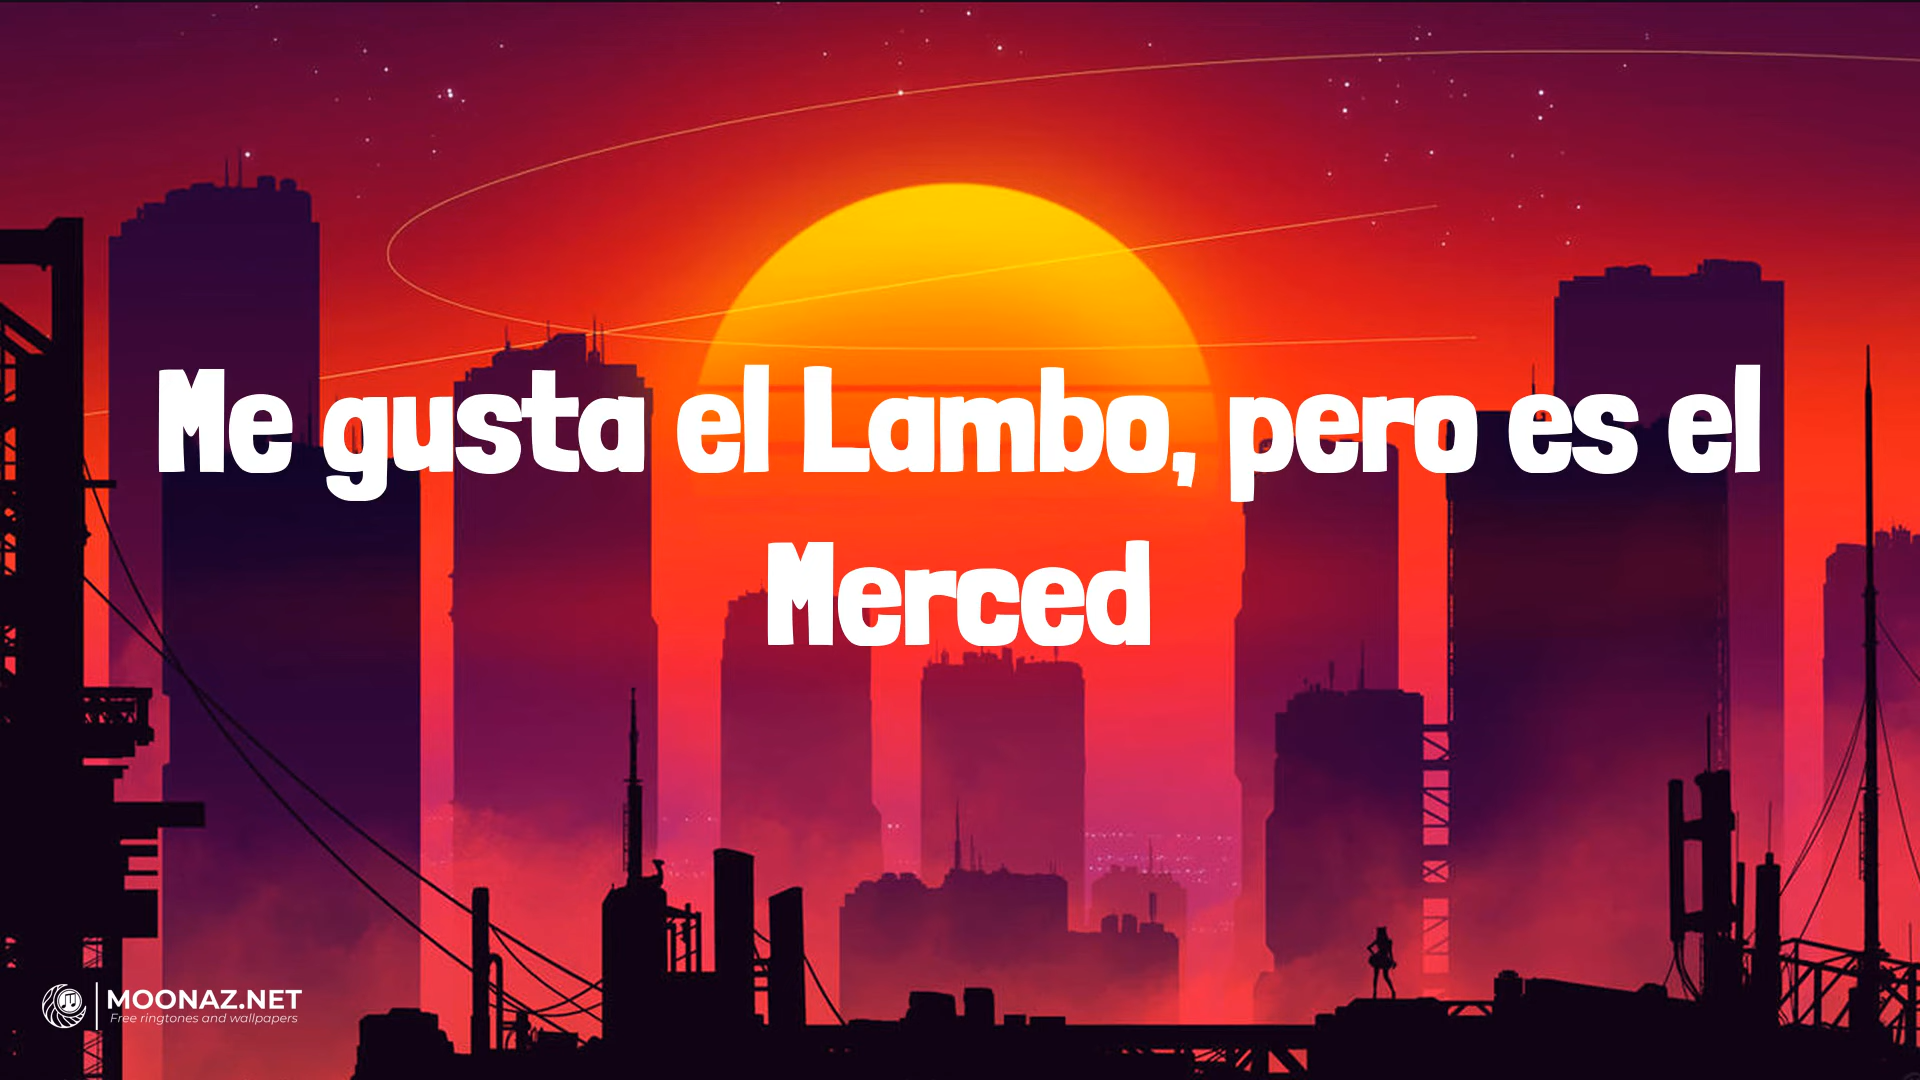 Me gusta el Lambo, pero es el
Merced
MOONAZ.NET
Free ringtones and wallpapers